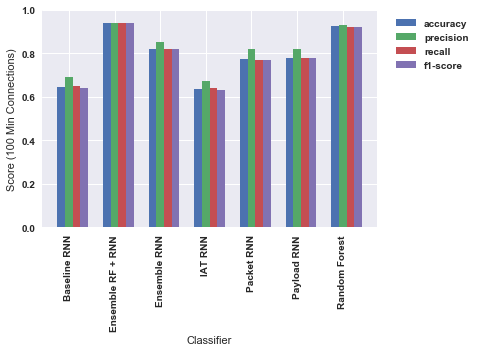 1.0
0.8
0.6
0.4
0.2
0.0
Score (100 Min Connections)
Baseline RNN
Ensemble RF + RNN
Ensemble RNN
IAT RNN
Packet RNN
Payload RNN
Random Forest
Classifier
accuracy
precision
recall
f1-score